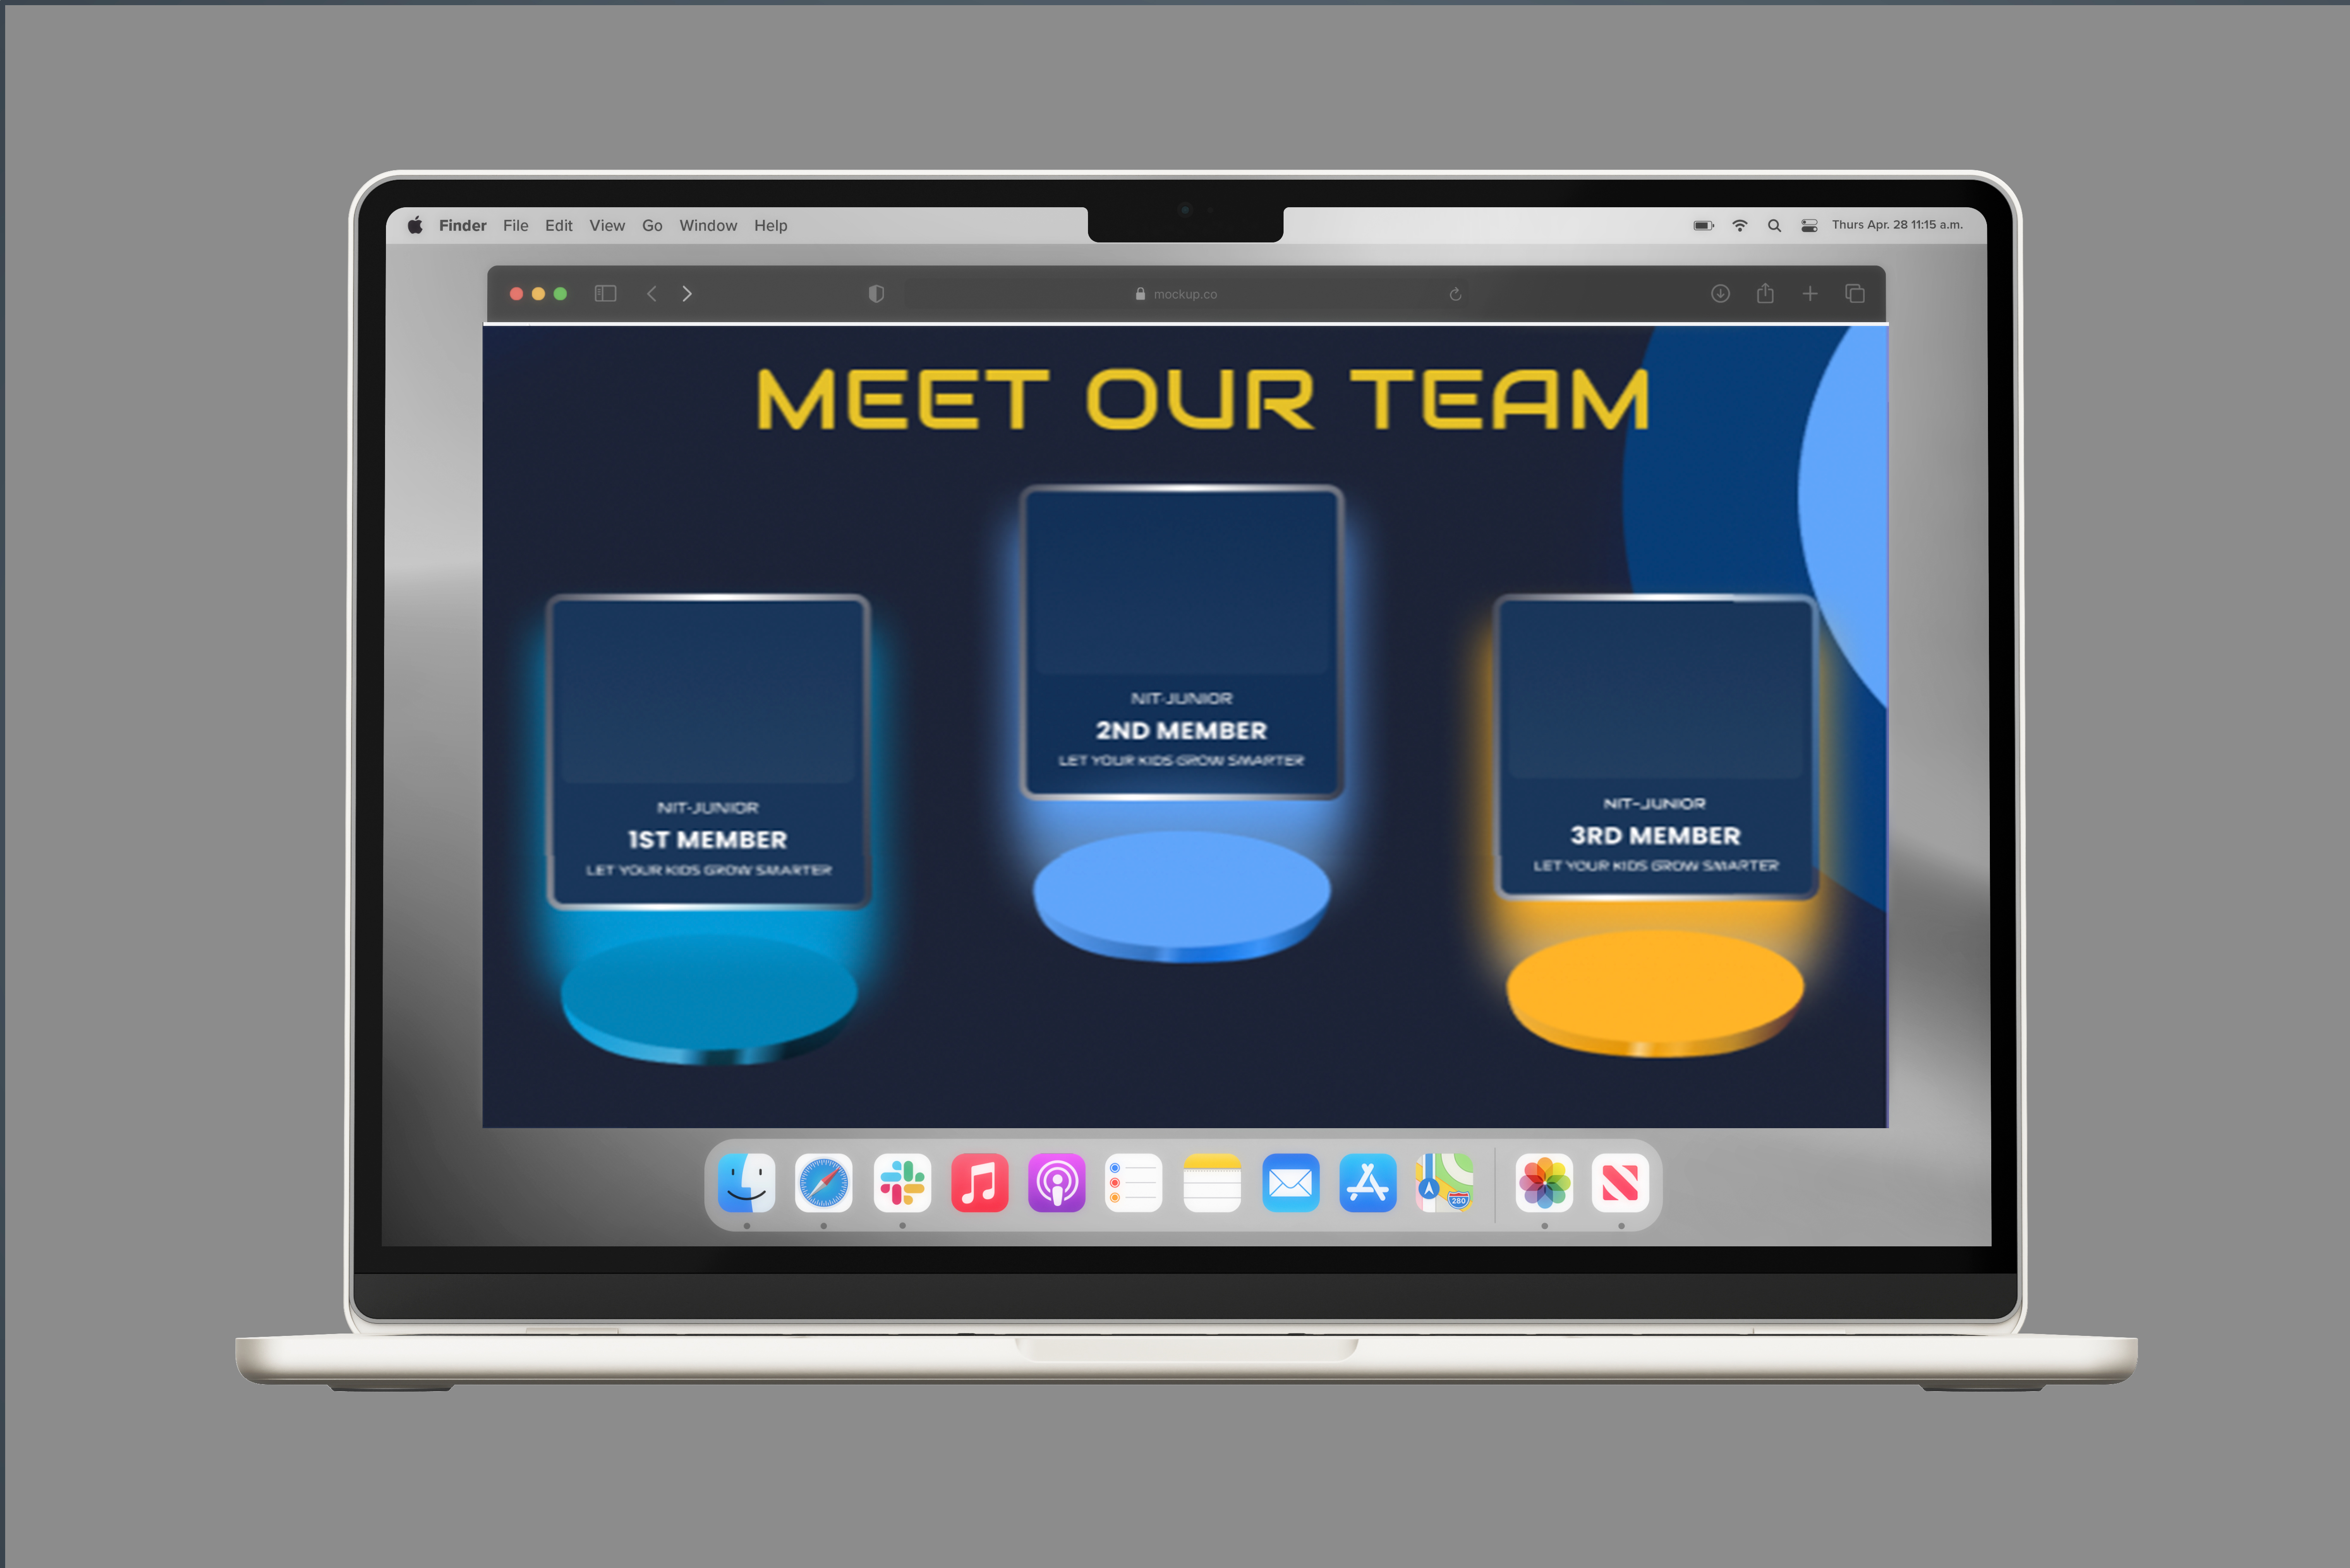 Finder File Edit View Go Window Help
Thurs Apr. 28 11:15 a.m.
mockup.co
MEET OUR TEAM
NIT-JUNIOR
1ST MEMBER
LET YOUR KIDS GROW SMARTER
NIT-JUNIOR
2ND MEMBER
LET YOUR KIDS GROW SMARTER
NIT-JUNIOR
3RD MEMBER
LET YOUR KIDS GROW SMARTER
280